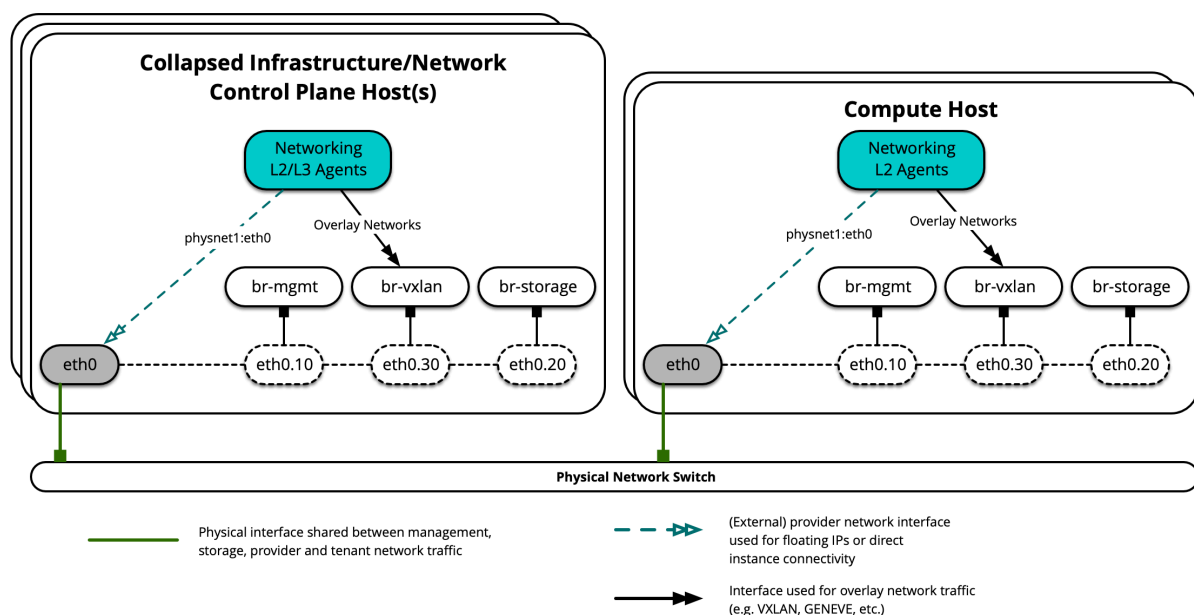 Collapsed Infrastructure/Network
Control Plane Host(s)
Networking
L2/L3 Agents
physnet1:eth0
Overlay Networks
br-mgmt
br-vxlan
br-storage
eth0
eth0.10
eth0.30
eth0.20
Compute Host
Networking
L2 Agents
physnet1:eth0
Overlay Networks
br-mgmt
br-vxlan
br-storage
eth0
eth0.10
eth0.30
eth0.20
Physical Network Switch
Physical interface shared between management,
storage, provider and tenant network traffic
(External) provider network interface
used for floating IPs or direct
instance connectivity
Interface used for overlay network traffic
(e.g. VXLAN, GENEVE, etc.)